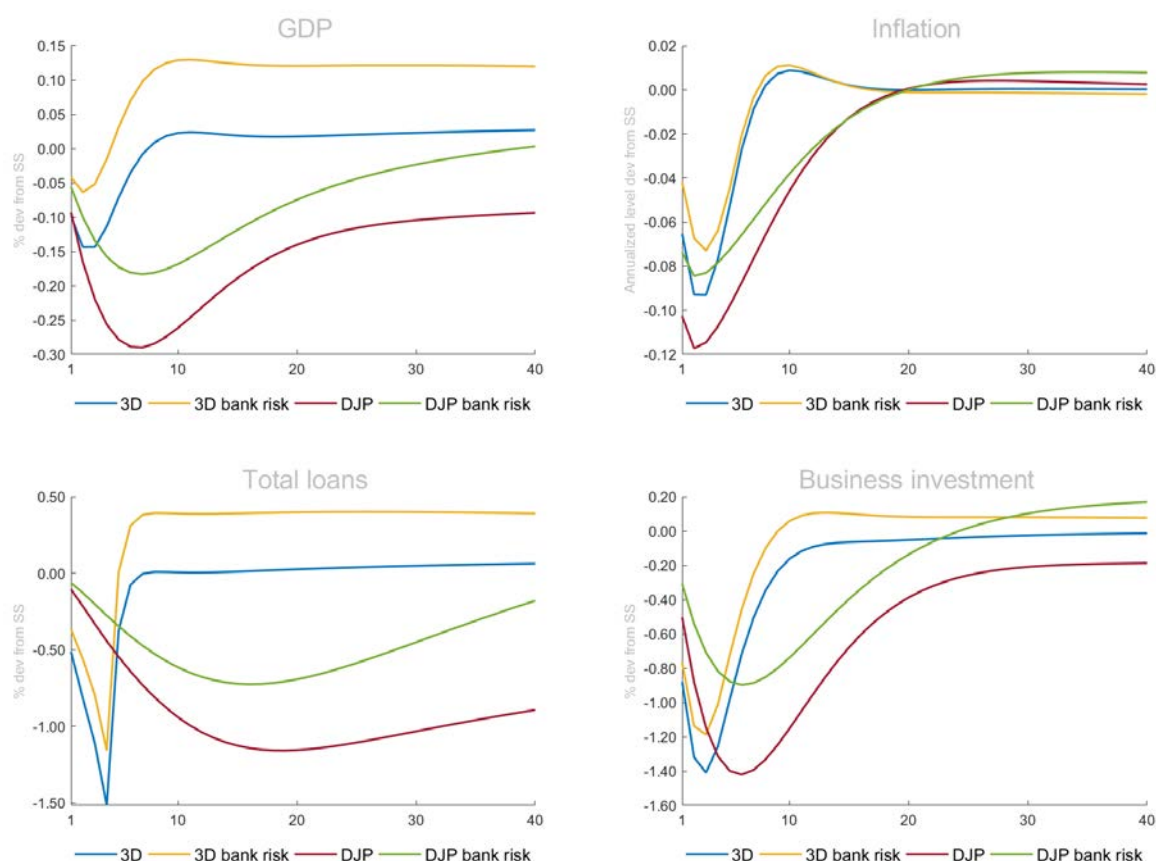 GDP
% dev from SS
0.15
0.10
0.05
0.00
-0.05
-0.10
-0.15
-0.20
-0.25
-0.30
1 10 20 30 40
3D 3D bank risk DJP DJP bank risk
Inflation
Annualized level dev from SS
0.02
0.00
-0.02
-0.04
-0.06
-0.08
-0.10
-0.12
1 10 20 30 40
3D 3D bank risk DJP DJP bank risk
Total loans
% dev from SS
0.50
0.00
-0.50
-1.00
-1.50
1 10 20 30 40
3D 3D bank risk DJP DJP bank risk
Business investment
% dev from SS
0.20
0.00
-0.20
-0.40
-0.60
-0.80
-1.00
-1.20
-1.40
-1.60
1 10 20 30 40
3D 3D bank risk DJP DJP bank risk